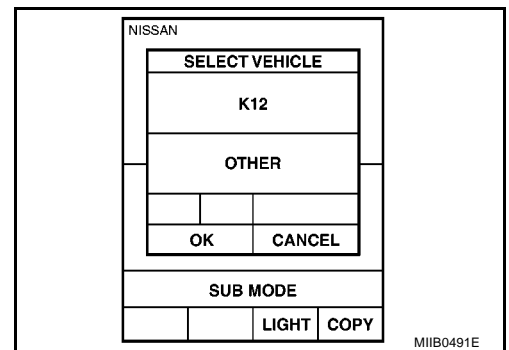 NISSAN
SELECT VEHICLE
K12
OTHER
OK CANCEL
SUB MODE
LIGHT COPY
MIIB0491E